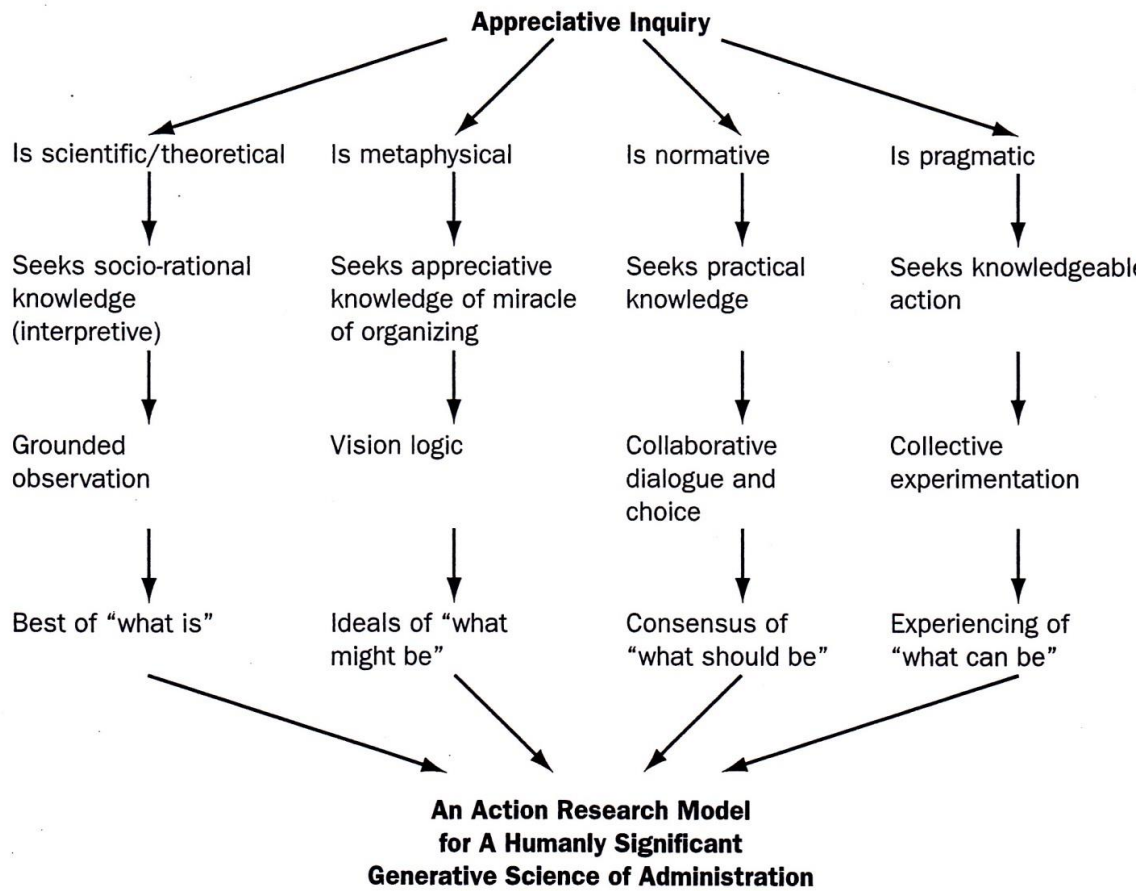 Appreciative Inquiry
Is scientific/theoretical
Is metaphysical
Is normative
Is pragmatic
Seeks socio-rational
knowledge
(interpretive)
Seeks appreciative
knowledge of miracle
of organizing
Seeks practical
knowledge
Seeks knowledgeable
action
Grounded
observation
Vision logic
Collaborative
dialogue and
choice
Collective
experimentation
Best of “what is”
Ideals of “what
might be”
Consensus of
“what should be”
Experiencing of
“what can be”
An Action Research Model
for A Humanly Significant
Generative Science of Administration